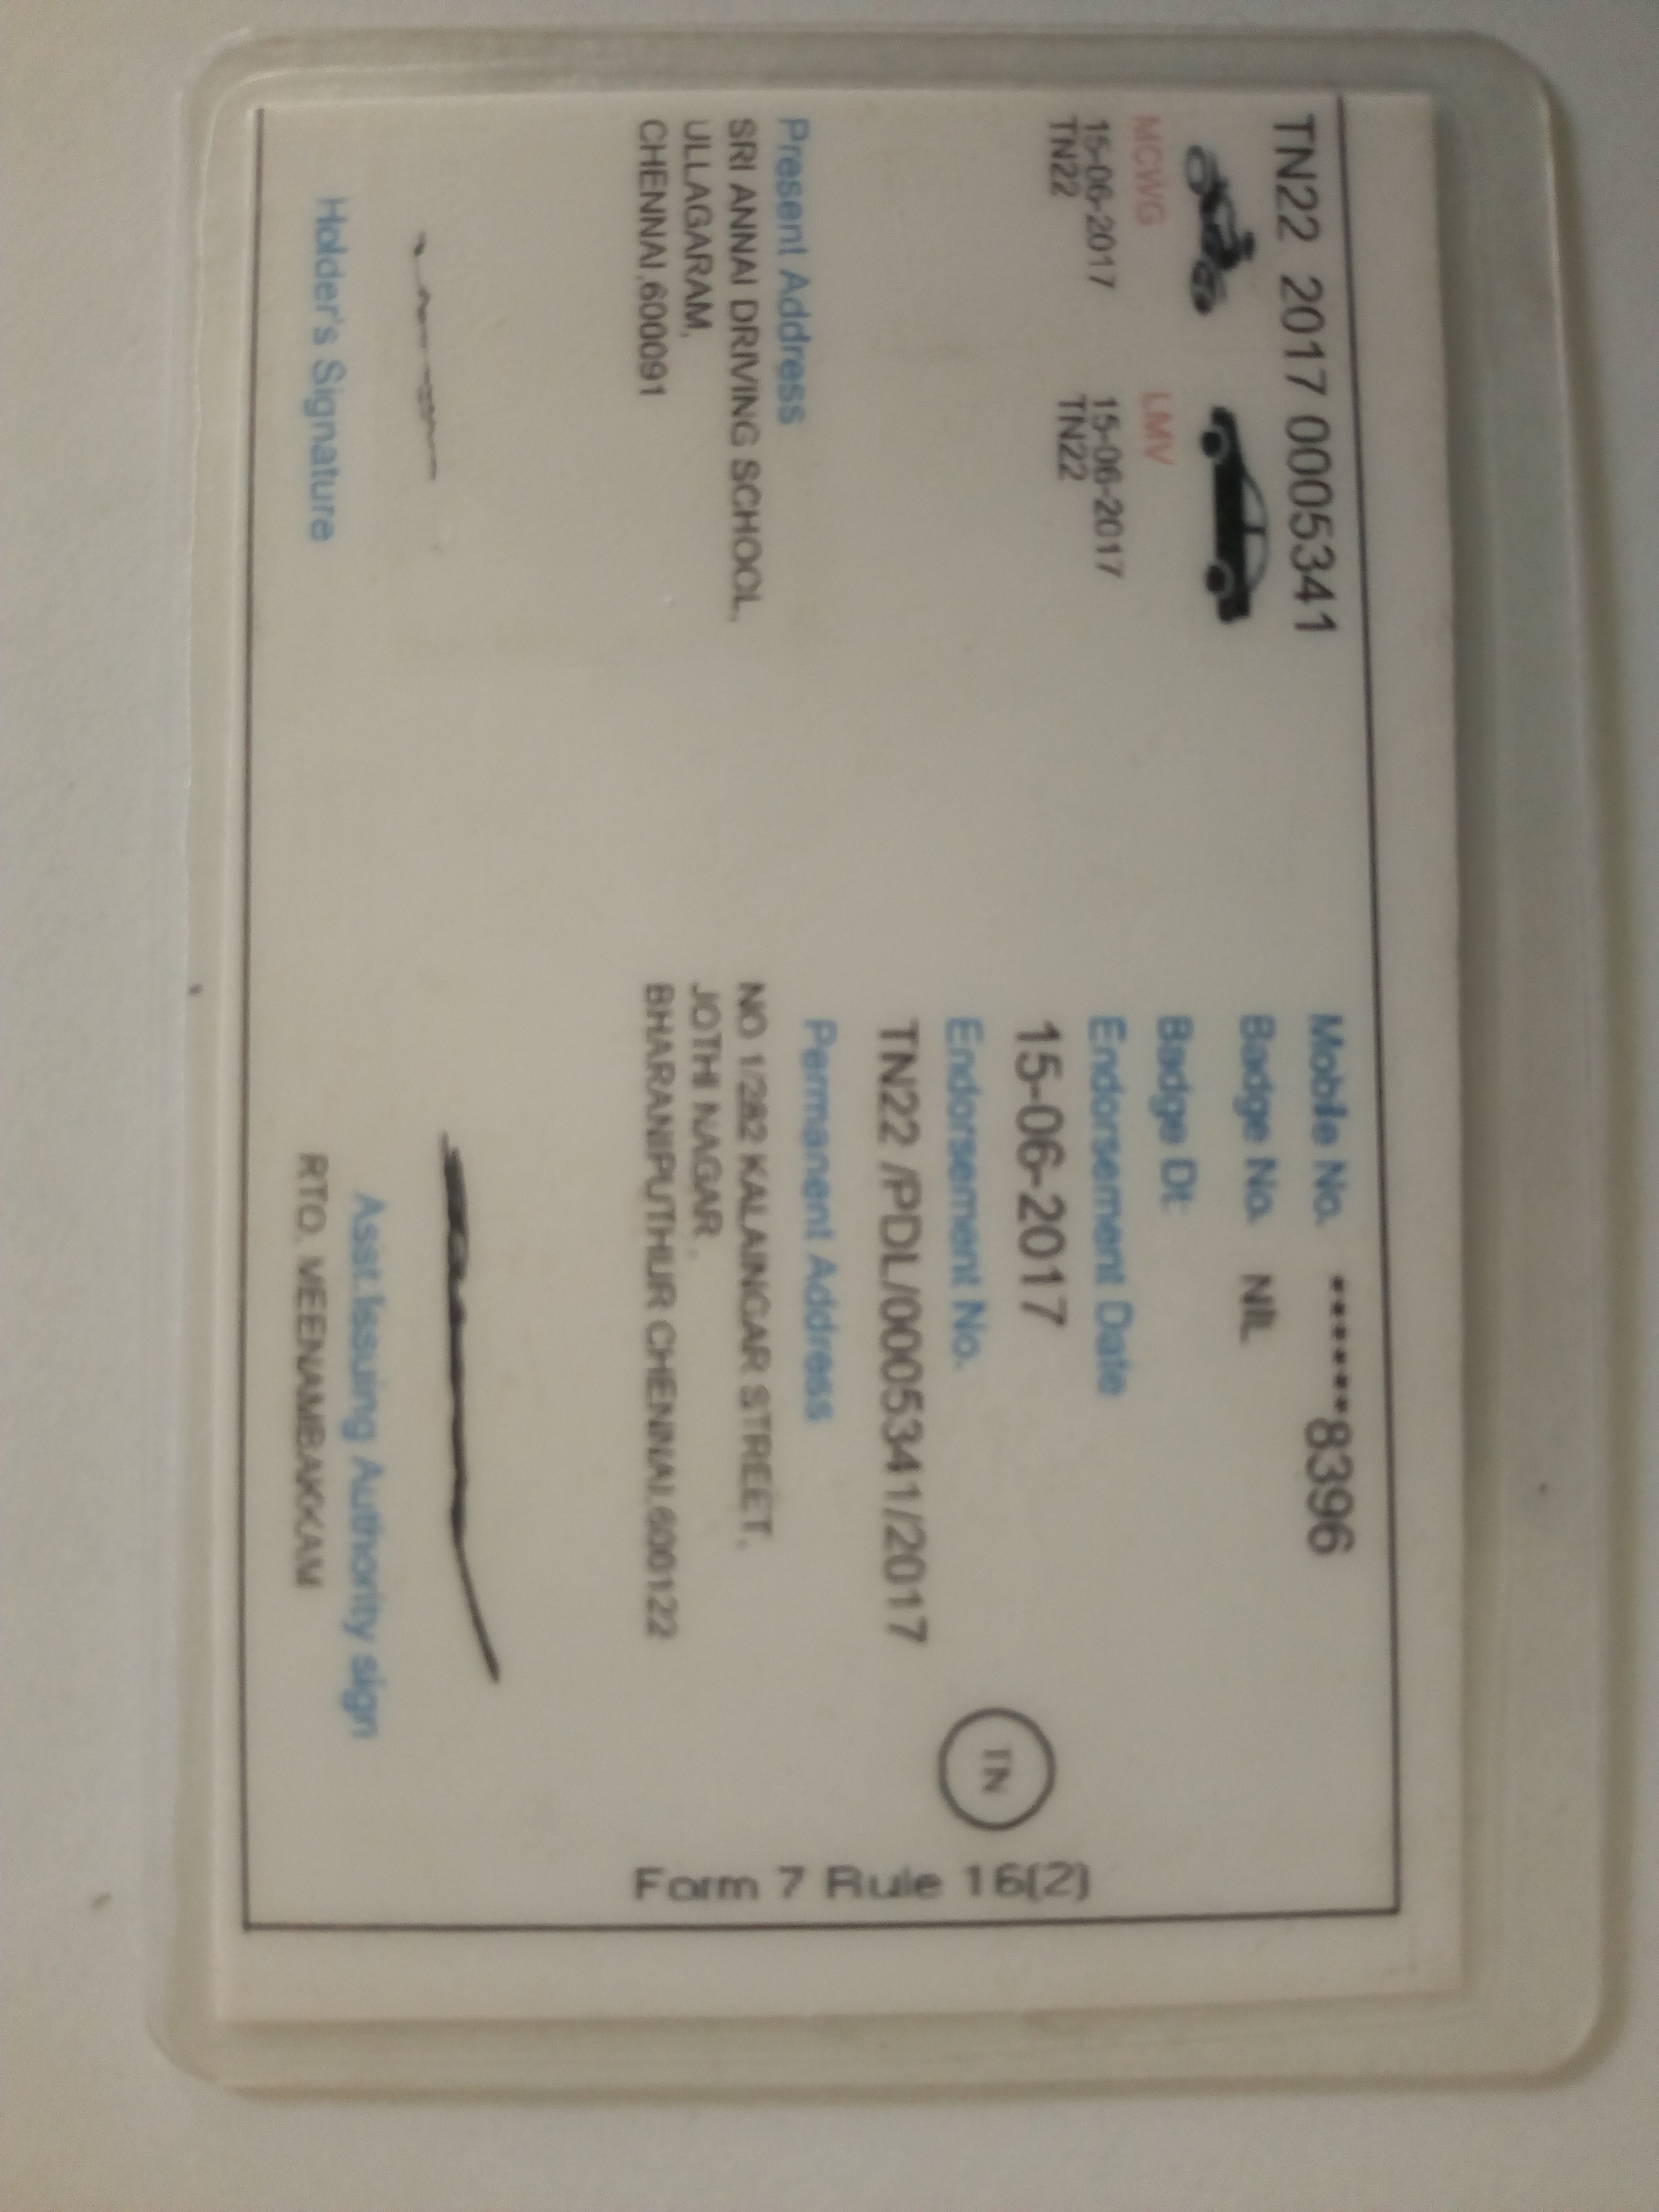 TN22 2017 0005341
MCWG
15-06-2017
TN22
LMV
15-06-2017
TN22
Mobile No. ******8396
Badge No. NIL
Badge Dt:
Endorsement Date
15-06-2017
Endorsement No.
TN22 /PDL/0005341/2017
TN
Present Address
SRI ANNAI DRIVING SCHOOL,
ULLAGARAM,
CHENNAI,600091
Permanent Address
NO 1/282 KALAINGAR STREET,
JOTHI NAGAR,
BHARANIPUTHUR CHENNAI,600122
Holder's Signature
Asst.Issuing Authority sign
RTO, MEENAMBAKKAM
Form 7 Rule 16(2)